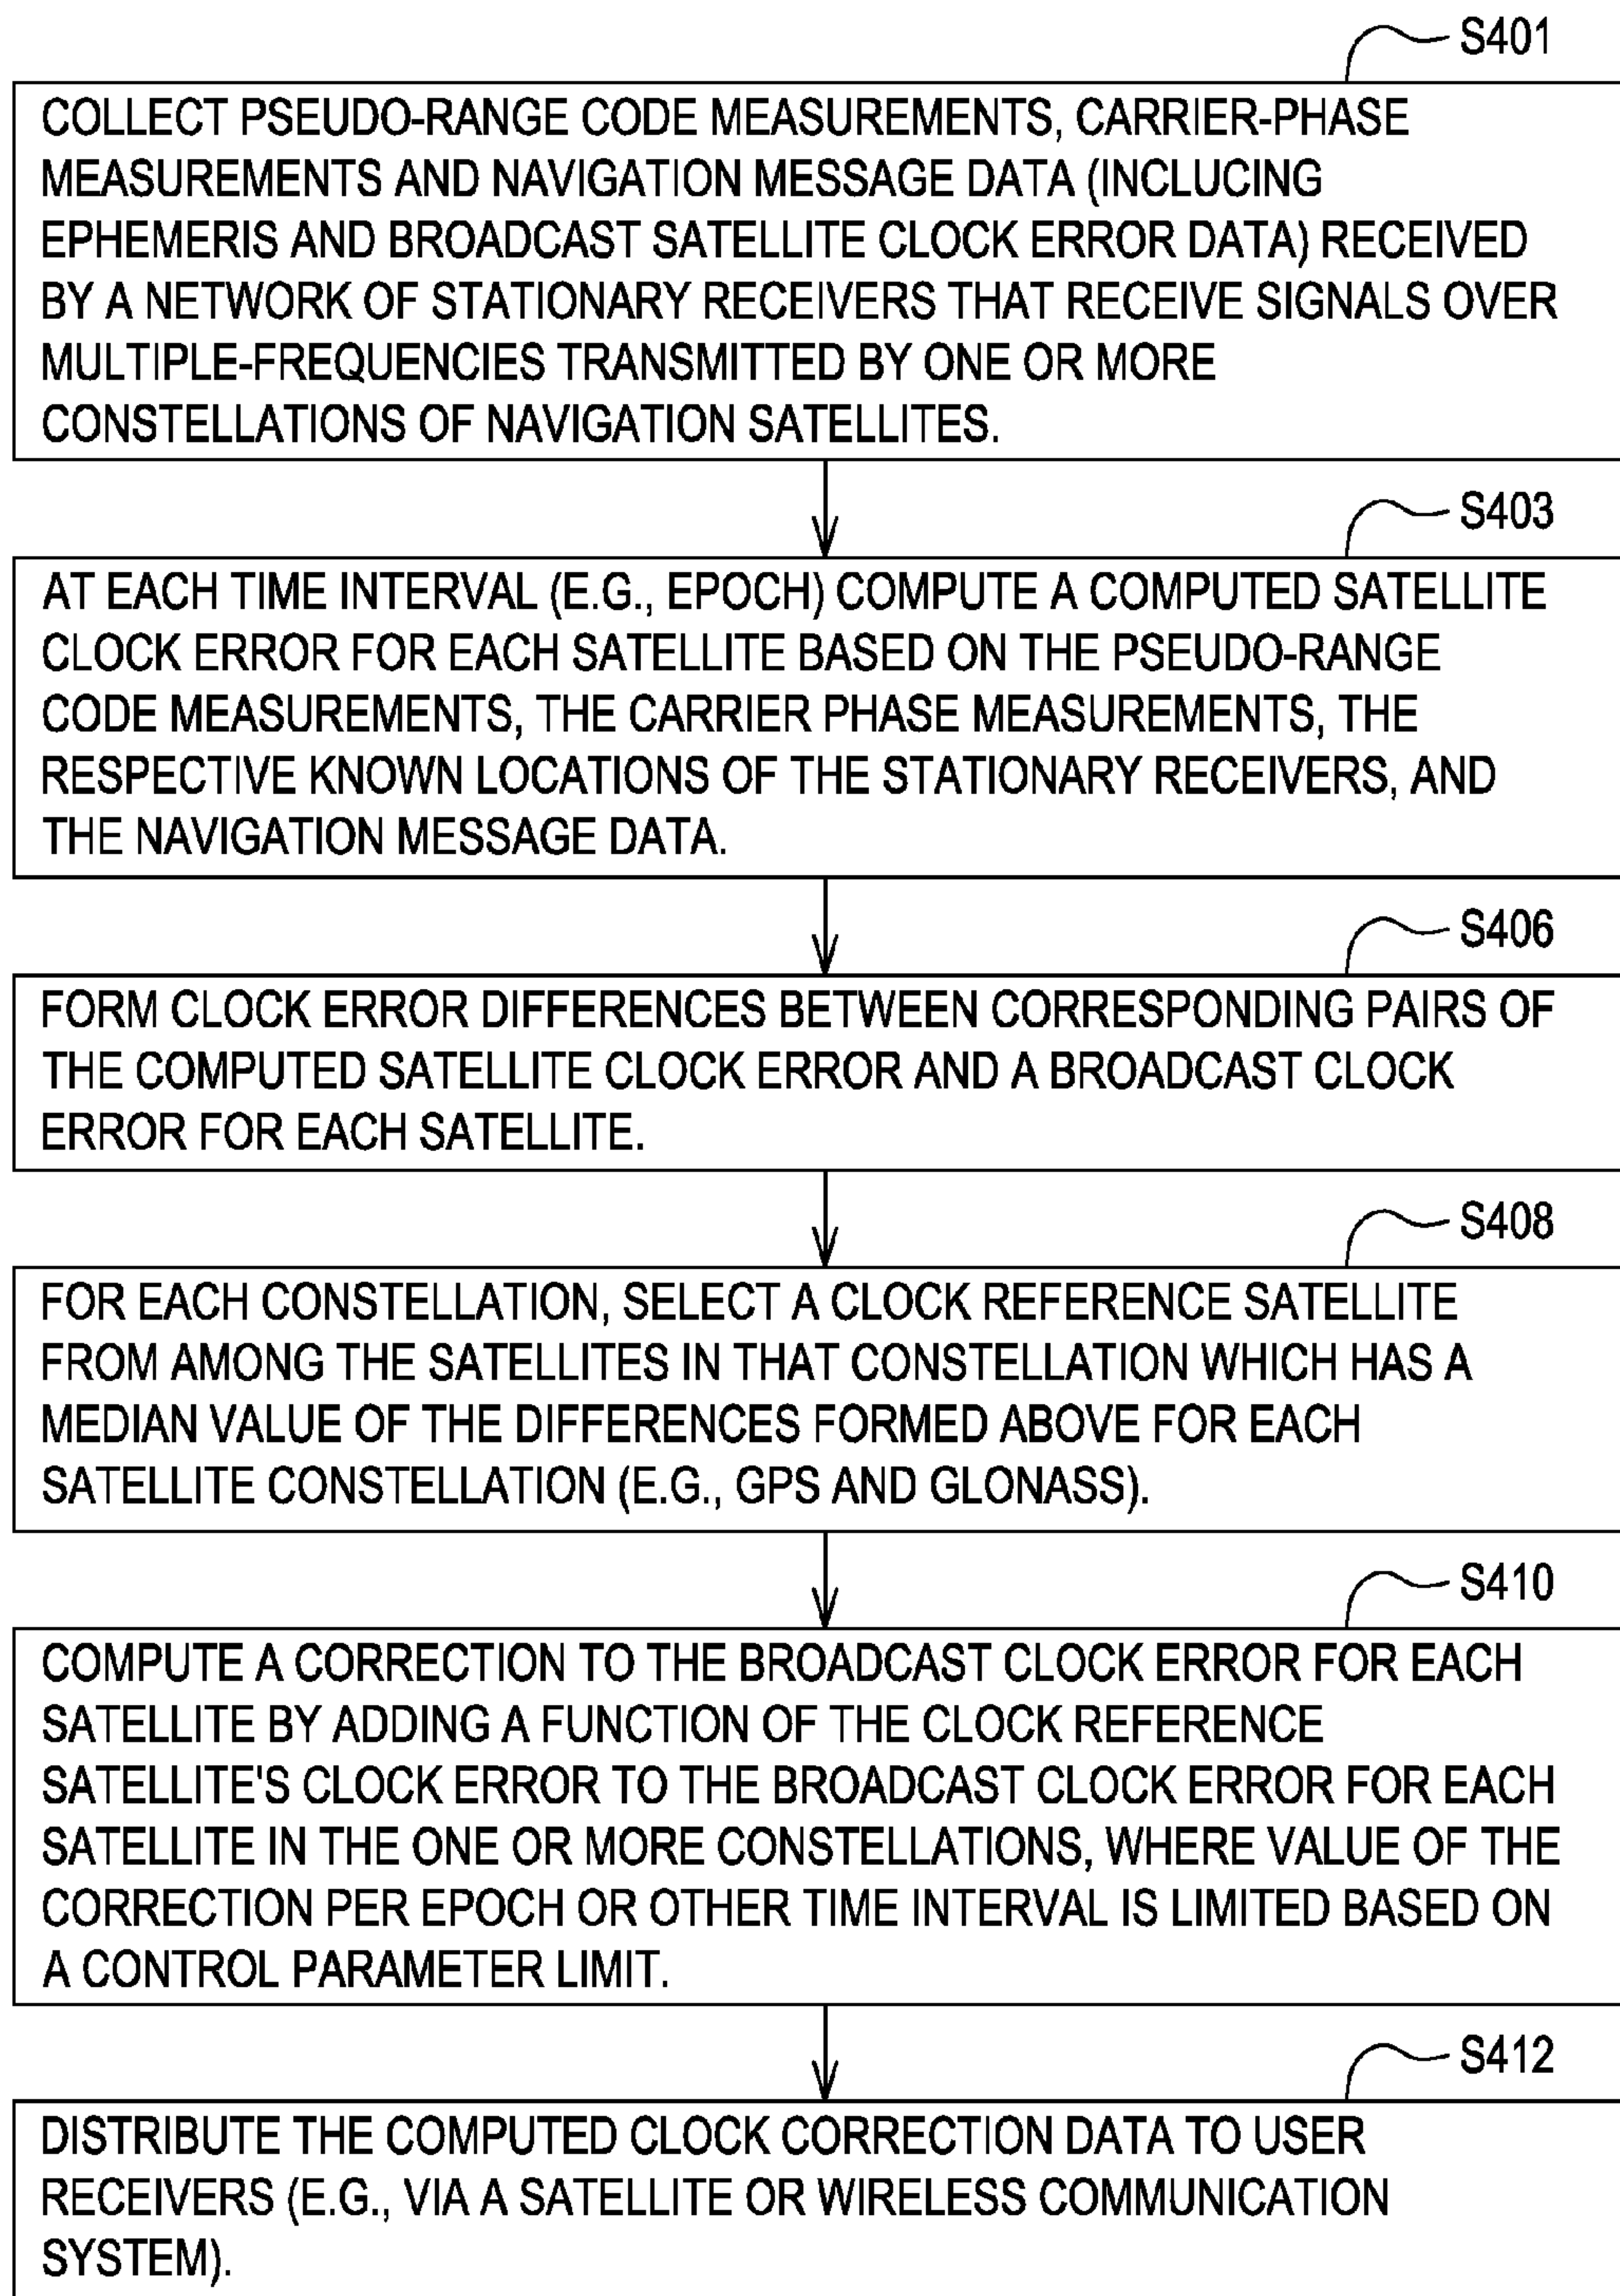 S401
COLLECT PSEUDO-RANGE CODE MEASUREMENTS, CARRIER-PHASE
MEASUREMENTS AND NAVIGATION MESSAGE DATA (INCLUCING
EPHEMERIS AND BROADCAST SATELLITE CLOCK ERROR DATA) RECEIVED
BY A NETWORK OF STATIONARY RECEIVERS THAT RECEIVE SIGNALS OVER
MULTIPLE-FREQUENCIES TRANSMITTED BY ONE OR MORE
CONSTELLATIONS OF NAVIGATION SATELLITES.
S403
AT EACH TIME INTERVAL (E.G., EPOCH) COMPUTE A COMPUTED SATELLITE
CLOCK ERROR FOR EACH SATELLITE BASED ON THE PSEUDO-RANGE
CODE MEASUREMENTS, THE CARRIER PHASE MEASUREMENTS, THE
RESPECTIVE KNOWN LOCATIONS OF THE STATIONARY RECEIVERS, AND
THE NAVIGATION MESSAGE DATA.
S406
FORM CLOCK ERROR DIFFERENCES BETWEEN CORRESPONDING PAIRS OF
THE COMPUTED SATELLITE CLOCK ERROR AND A BROADCAST CLOCK
ERROR FOR EACH SATELLITE.
S408
FOR EACH CONSTELLATION, SELECT A CLOCK REFERENCE SATELLITE
FROM AMONG THE SATELLITES IN THAT CONSTELLATION WHICH HAS A
MEDIAN VALUE OF THE DIFFERENCES FORMED ABOVE FOR EACH
SATELLITE CONSTELLATION (E.G., GPS AND GLONASS).
S410
COMPUTE A CORRECTION TO THE BROADCAST CLOCK ERROR FOR EACH
SATELLITE BY ADDING A FUNCTION OF THE CLOCK REFERENCE
SATELLITE'S CLOCK ERROR TO THE BROADCAST CLOCK ERROR FOR EACH
SATELLITE IN THE ONE OR MORE CONSTELLATIONS, WHERE VALUE OF THE
CORRECTION PER EPOCH OR OTHER TIME INTERVAL IS LIMITED BASED ON
A CONTROL PARAMETER LIMIT.
S412
DISTRIBUTE THE COMPUTED CLOCK CORRECTION DATA TO USER
RECEIVERS (E.G., VIA A SATELLITE OR WIRELESS COMMUNICATION
SYSTEM).